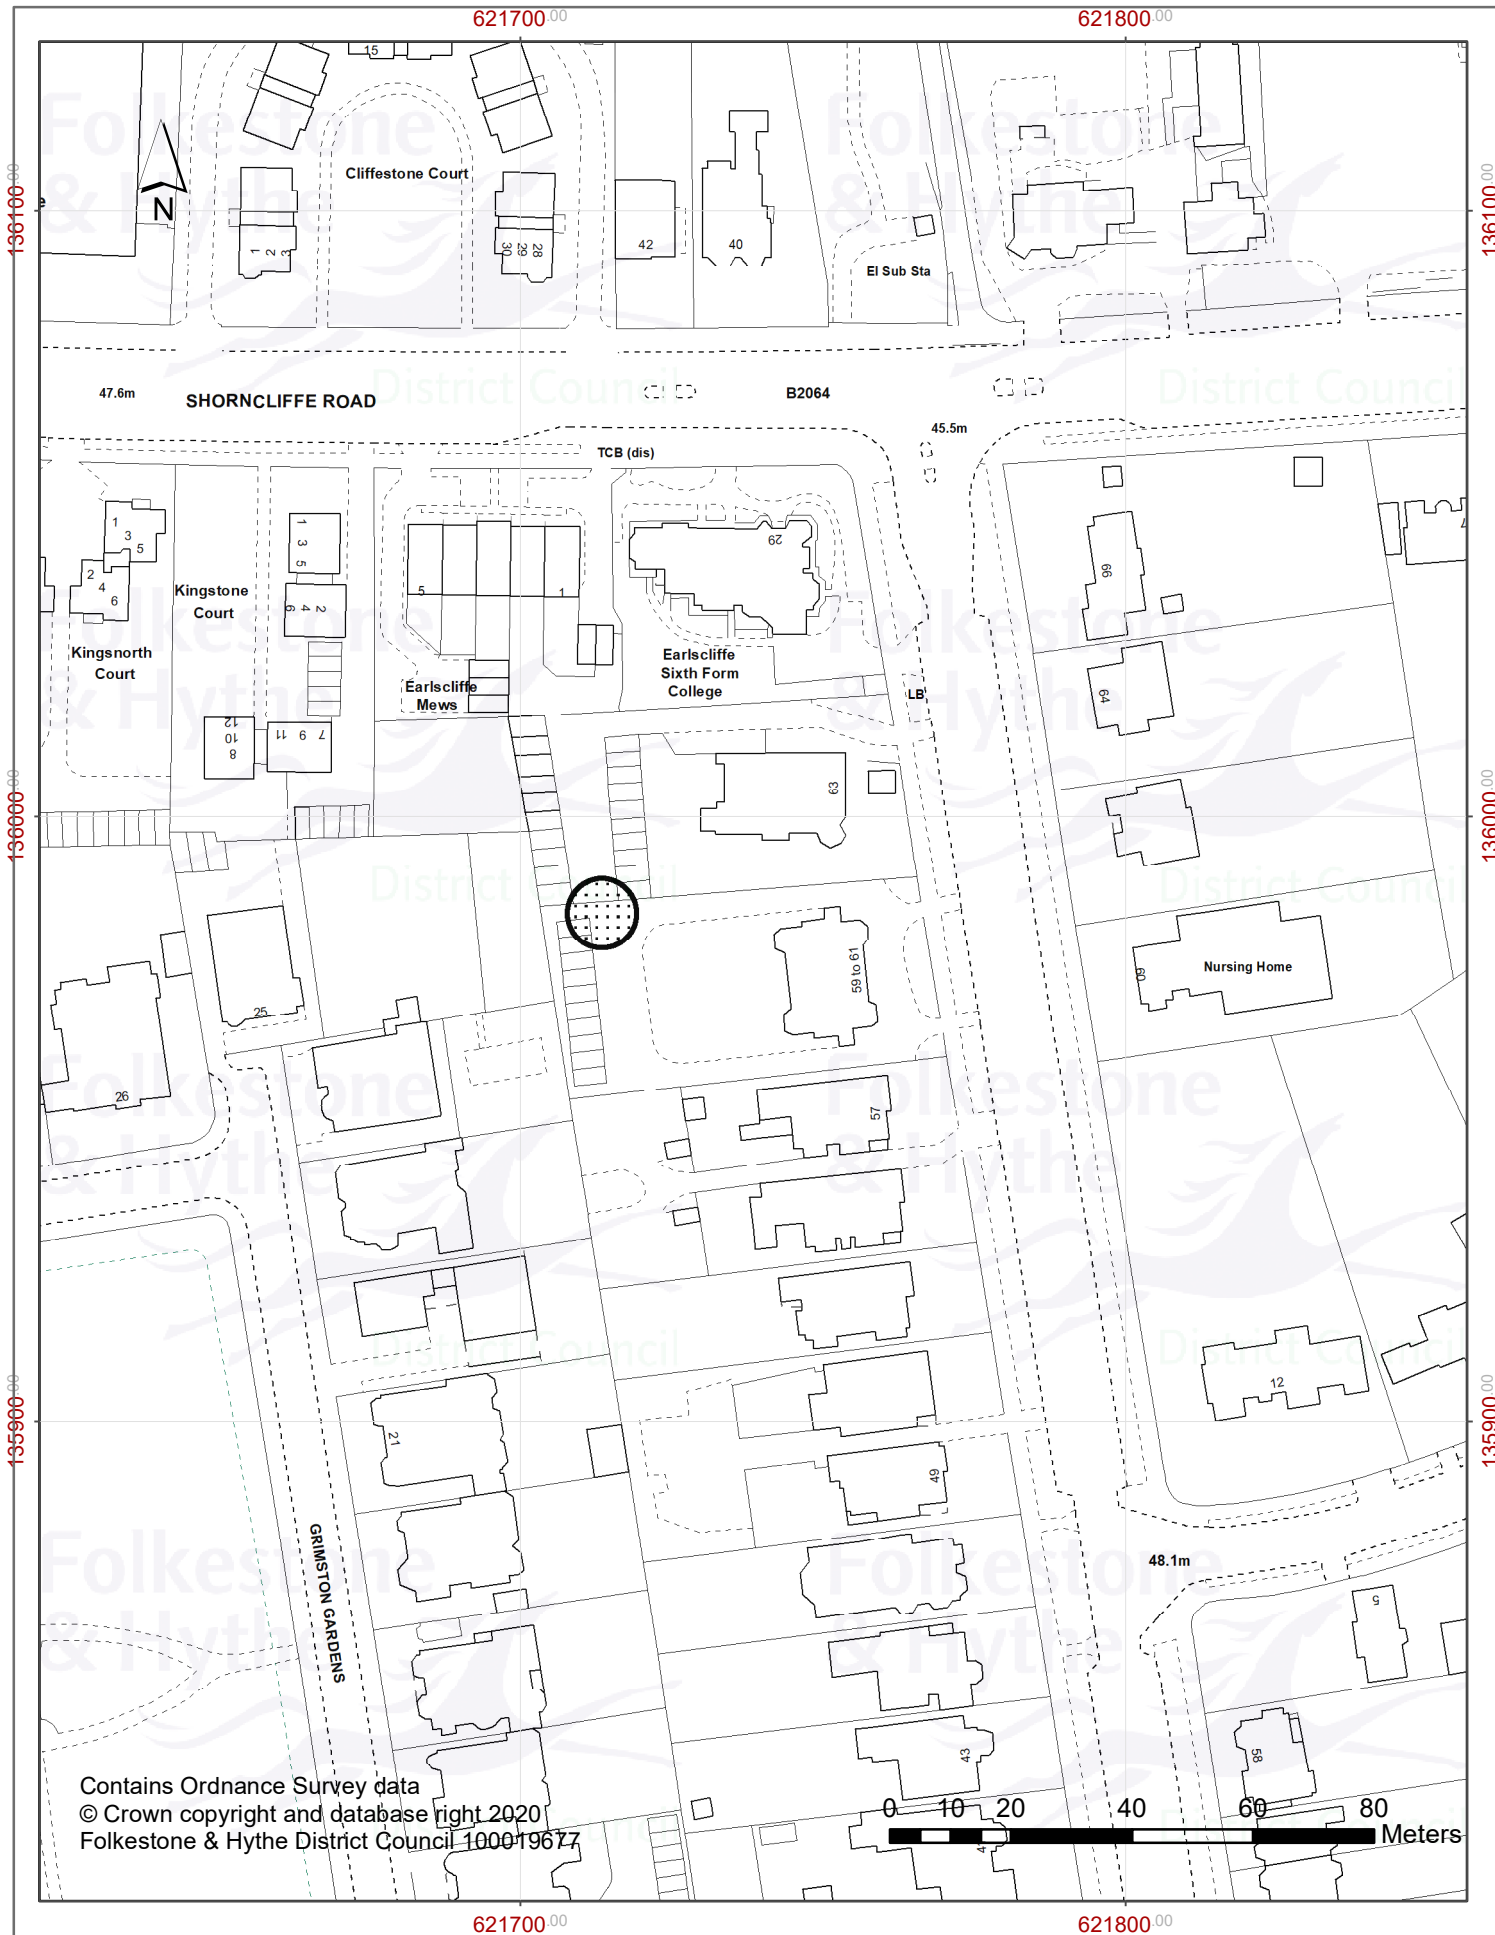 621700.00
621800.00
15
Cliffestone Court
N
136100.00
136100.00
1 2 3
30 29 28
42
40
El Sub Sta
47.6m
SHORNCLIFFE ROAD
B2064
45.5m
TCB (dis)
1 3 5
2 4 6
Kingstone
Court
1 3 5
6 4 2
5
1
29
66
Kingsnorth
Court
Earlscliffe
Sixth Form
College
Earlscliffe
Mews
LB
64
12 10 8
11 9 7
63
136000.00
136000.00
25
59 to 61
60
Nursing Home
26
57
12
21
49
135900.00
135900.00
GRIMSTON GARDENS
48.1m
5
43
58
Contains Ordnance Survey data
© Crown copyright and database right 2020
Folkestone & Hythe District Council 100019677
0 10 20 40 60 80
Meters
621700.00
621800.00
Folkestone
& Hythe
District Council